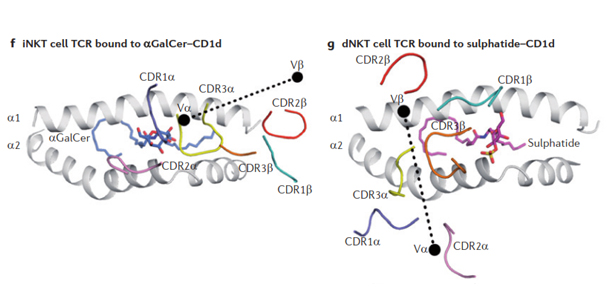 f iNKT cell TCR bound to αGalCer–CD1d
CDR1α
CDR3α
Vβ
Vα
CDR2β
α1
αGalCer
α2
CDR2α
CDR3β
CDR1β
g dNKT cell TCR bound to sulphatide–CD1d
CDR2β
CDR1β
Vβ
α1
CDR3β
α2
Sulphatide
CDR3α
CDR1α
Vα
CDR2α